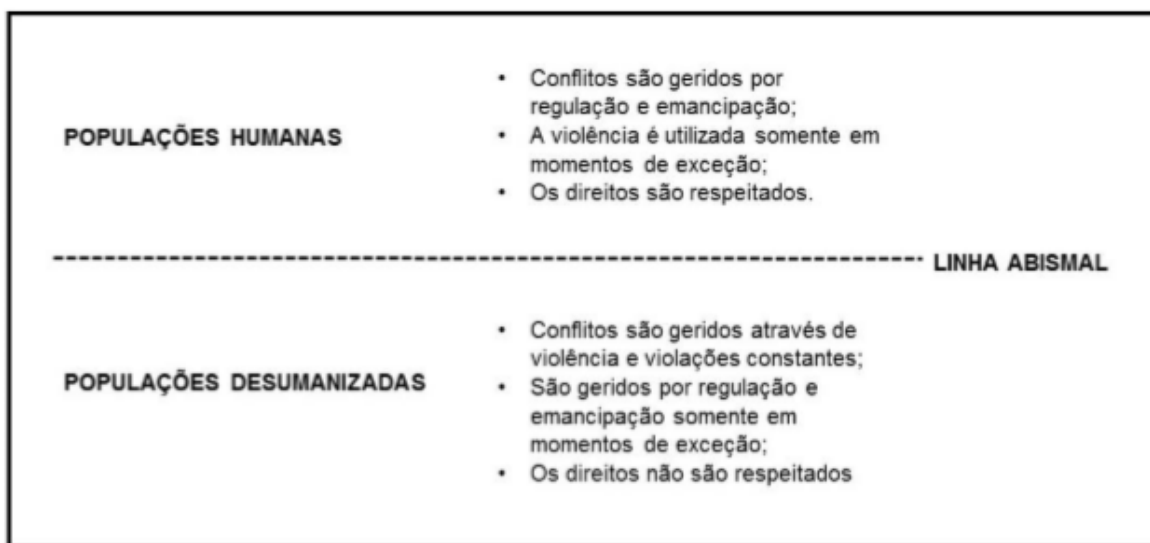 • Conflitos são geridos por
regulação e emancipação;
POPULAÇÕES HUMANAS
• A violência é utilizada somente em
momentos de exceção;
• Os direitos são respeitados.
LINHA ABISMAL
• Conflitos são geridos através de
violência e violações constantes;
POPULAÇÕES DESUMANIZADAS
• São geridos por regulação e
emancipação somente em
momentos de exceção;
• Os direitos não são respeitados